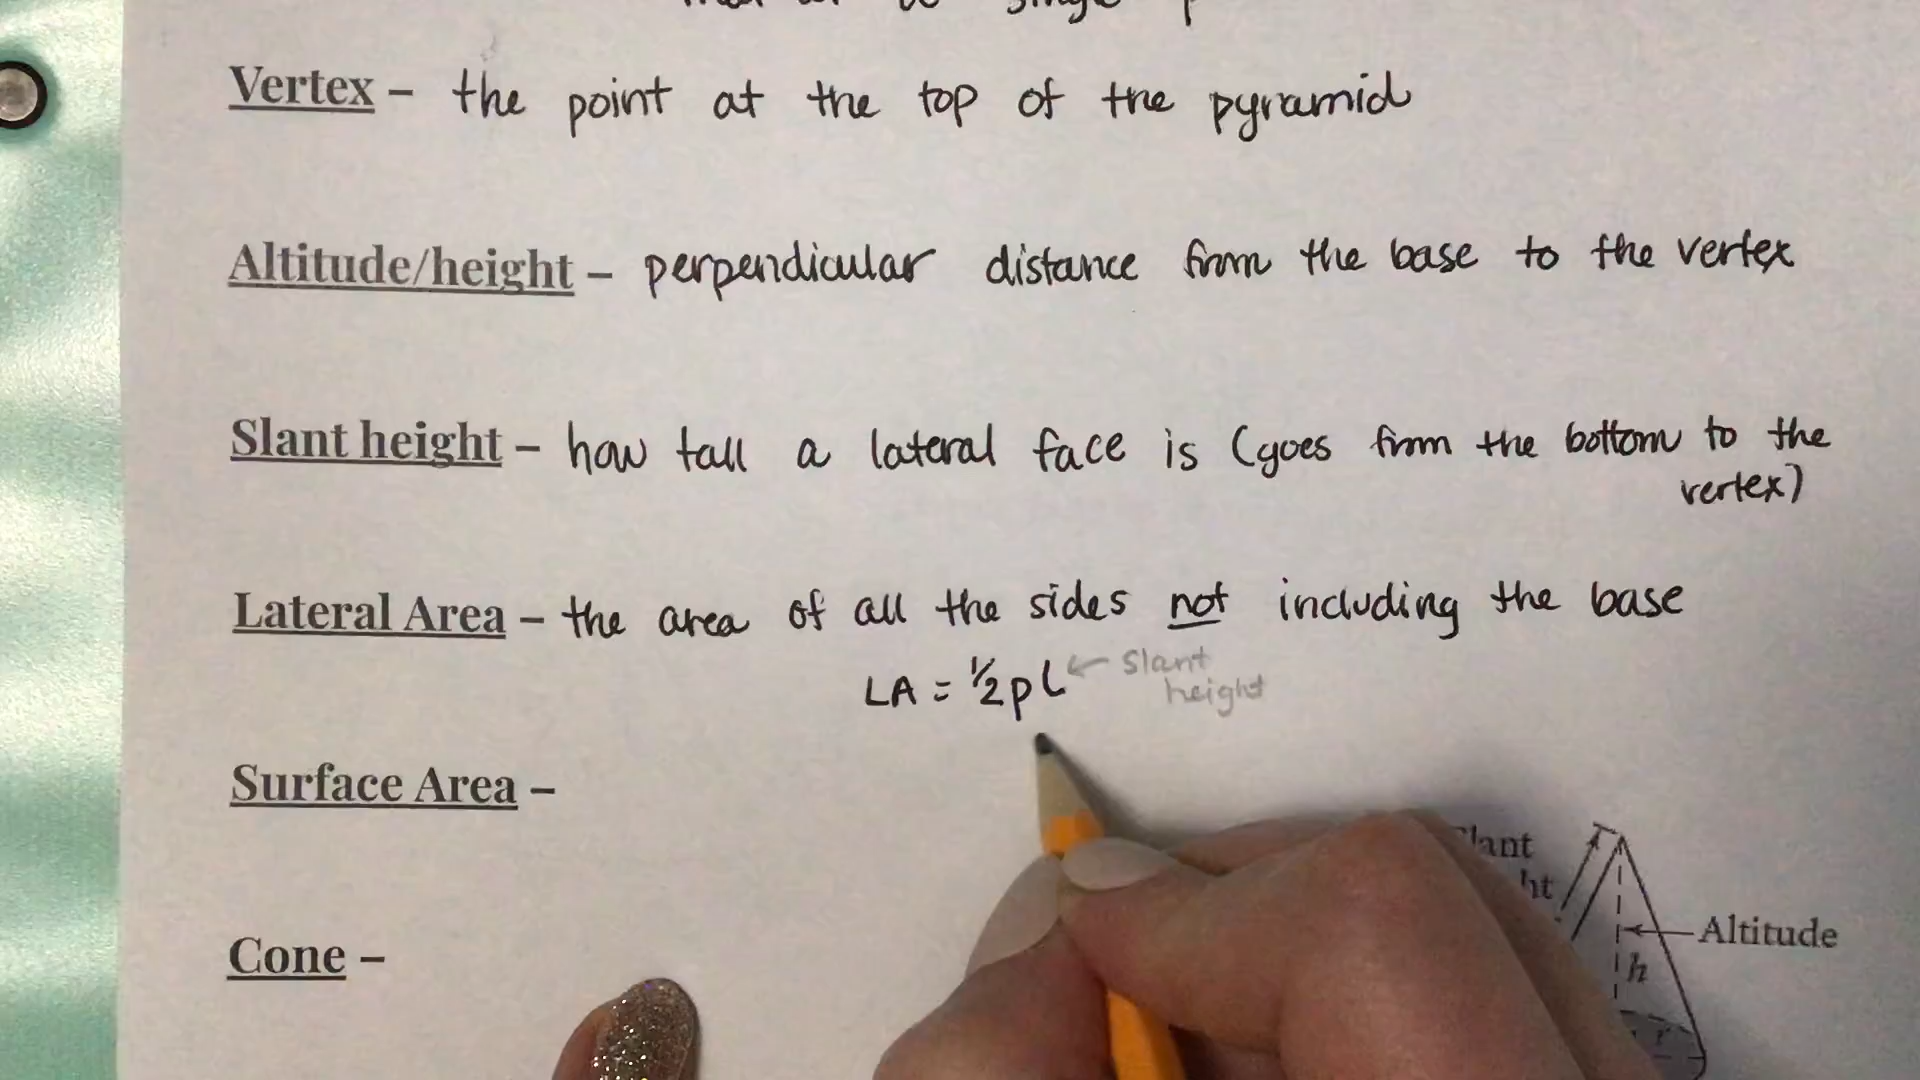 single
Vertex – the point at the top of the pyramid
Altitude/height – perpendicular distance from the base to the vertex
Slant height – how tall a lateral face is (goes from the bottom to the
vertex)
Lateral Area – the area of all the sides not including the base
LA = ½pl ← slant
height
Surface Area –
Altitude
h
Cone –
r